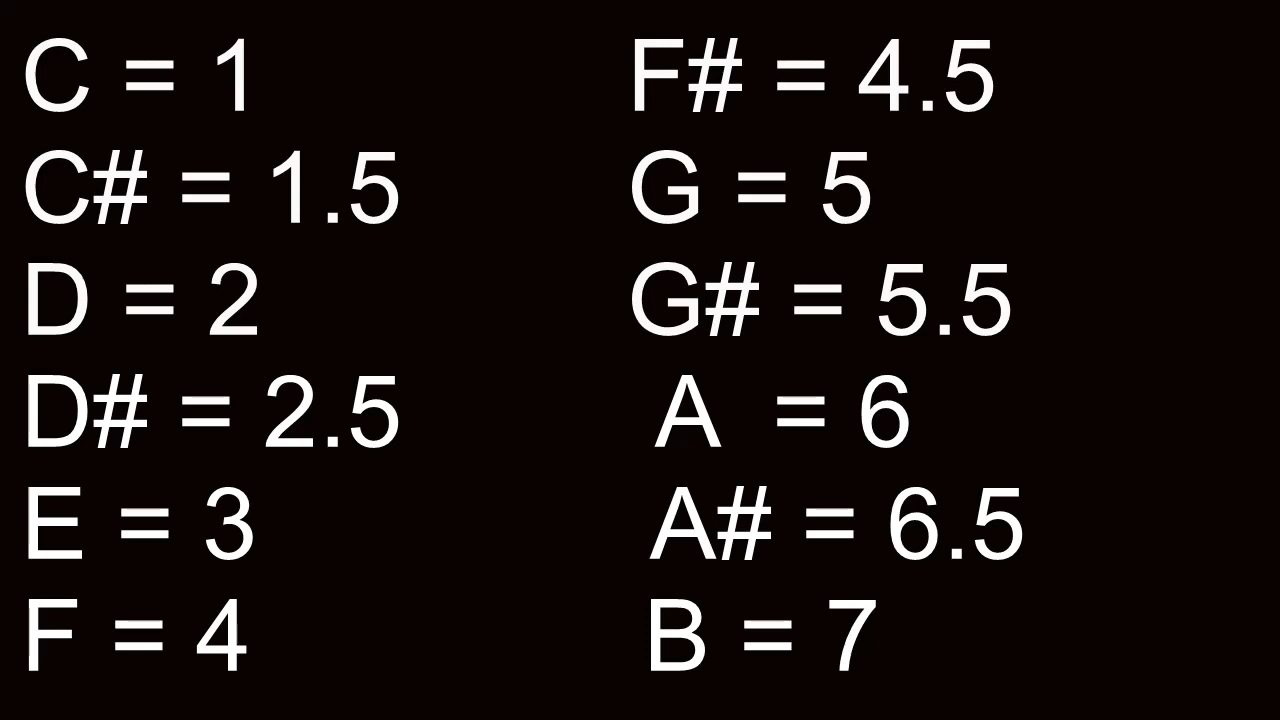 C = 1
C# = 1.5
D = 2
D# = 2.5
E = 3
F = 4
F# = 4.5
G = 5
G# = 5.5
A = 6
A# = 6.5
B = 7